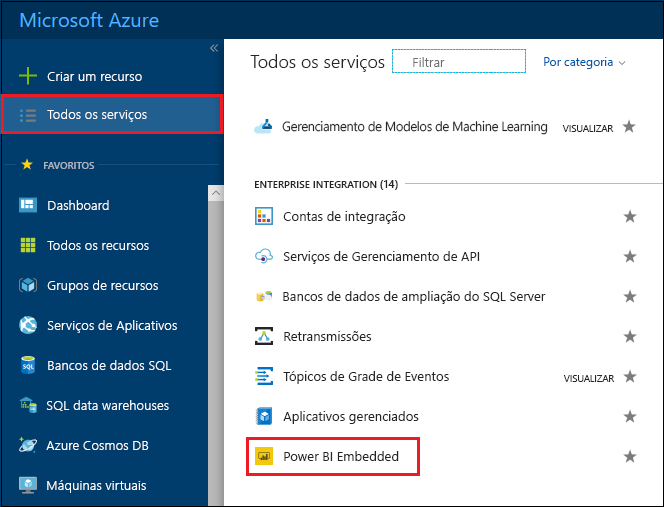 Microsoft Azure
«
Criar um recurso
Todos os serviços
FAVORITOS
Dashboard
Todos os recursos
Grupos de recursos
Serviços de Aplicativos
Bancos de dados SQL
SQL data warehouses
Azure Cosmos DB
Máquinas virtuais
Todos os serviços
Filtrar
Por categoria
Gerenciamento de Modelos de Machine Learning VISUALIZAR
ENTERPRISE INTEGRATION (14)
Contas de integração
Serviços de Gerenciamento de API
Bancos de dados de ampliação do SQL Server
Retransmissões
Tópicos de Grade de Eventos VISUALIZAR
Aplicativos gerenciados
Power BI Embedded